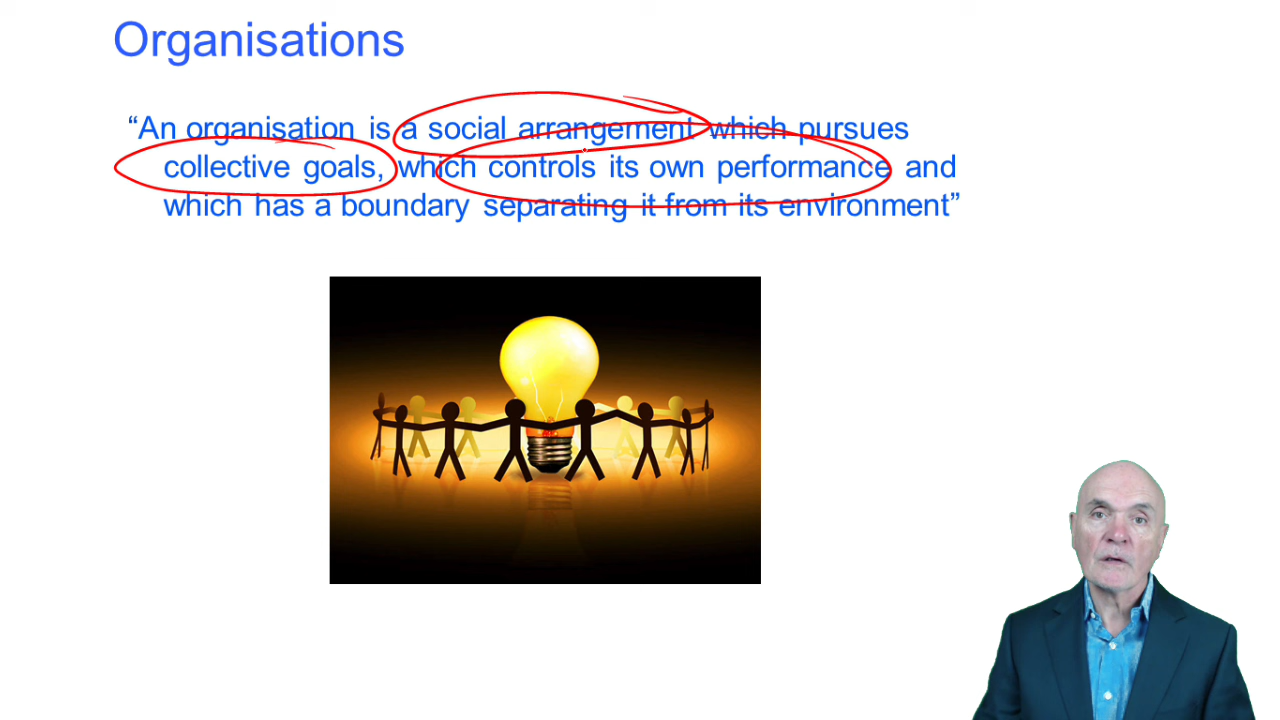 Organisations
“An organisation is a social arrangement which pursues
collective goals, which controls its own performance and
which has a boundary separating it from its environment”